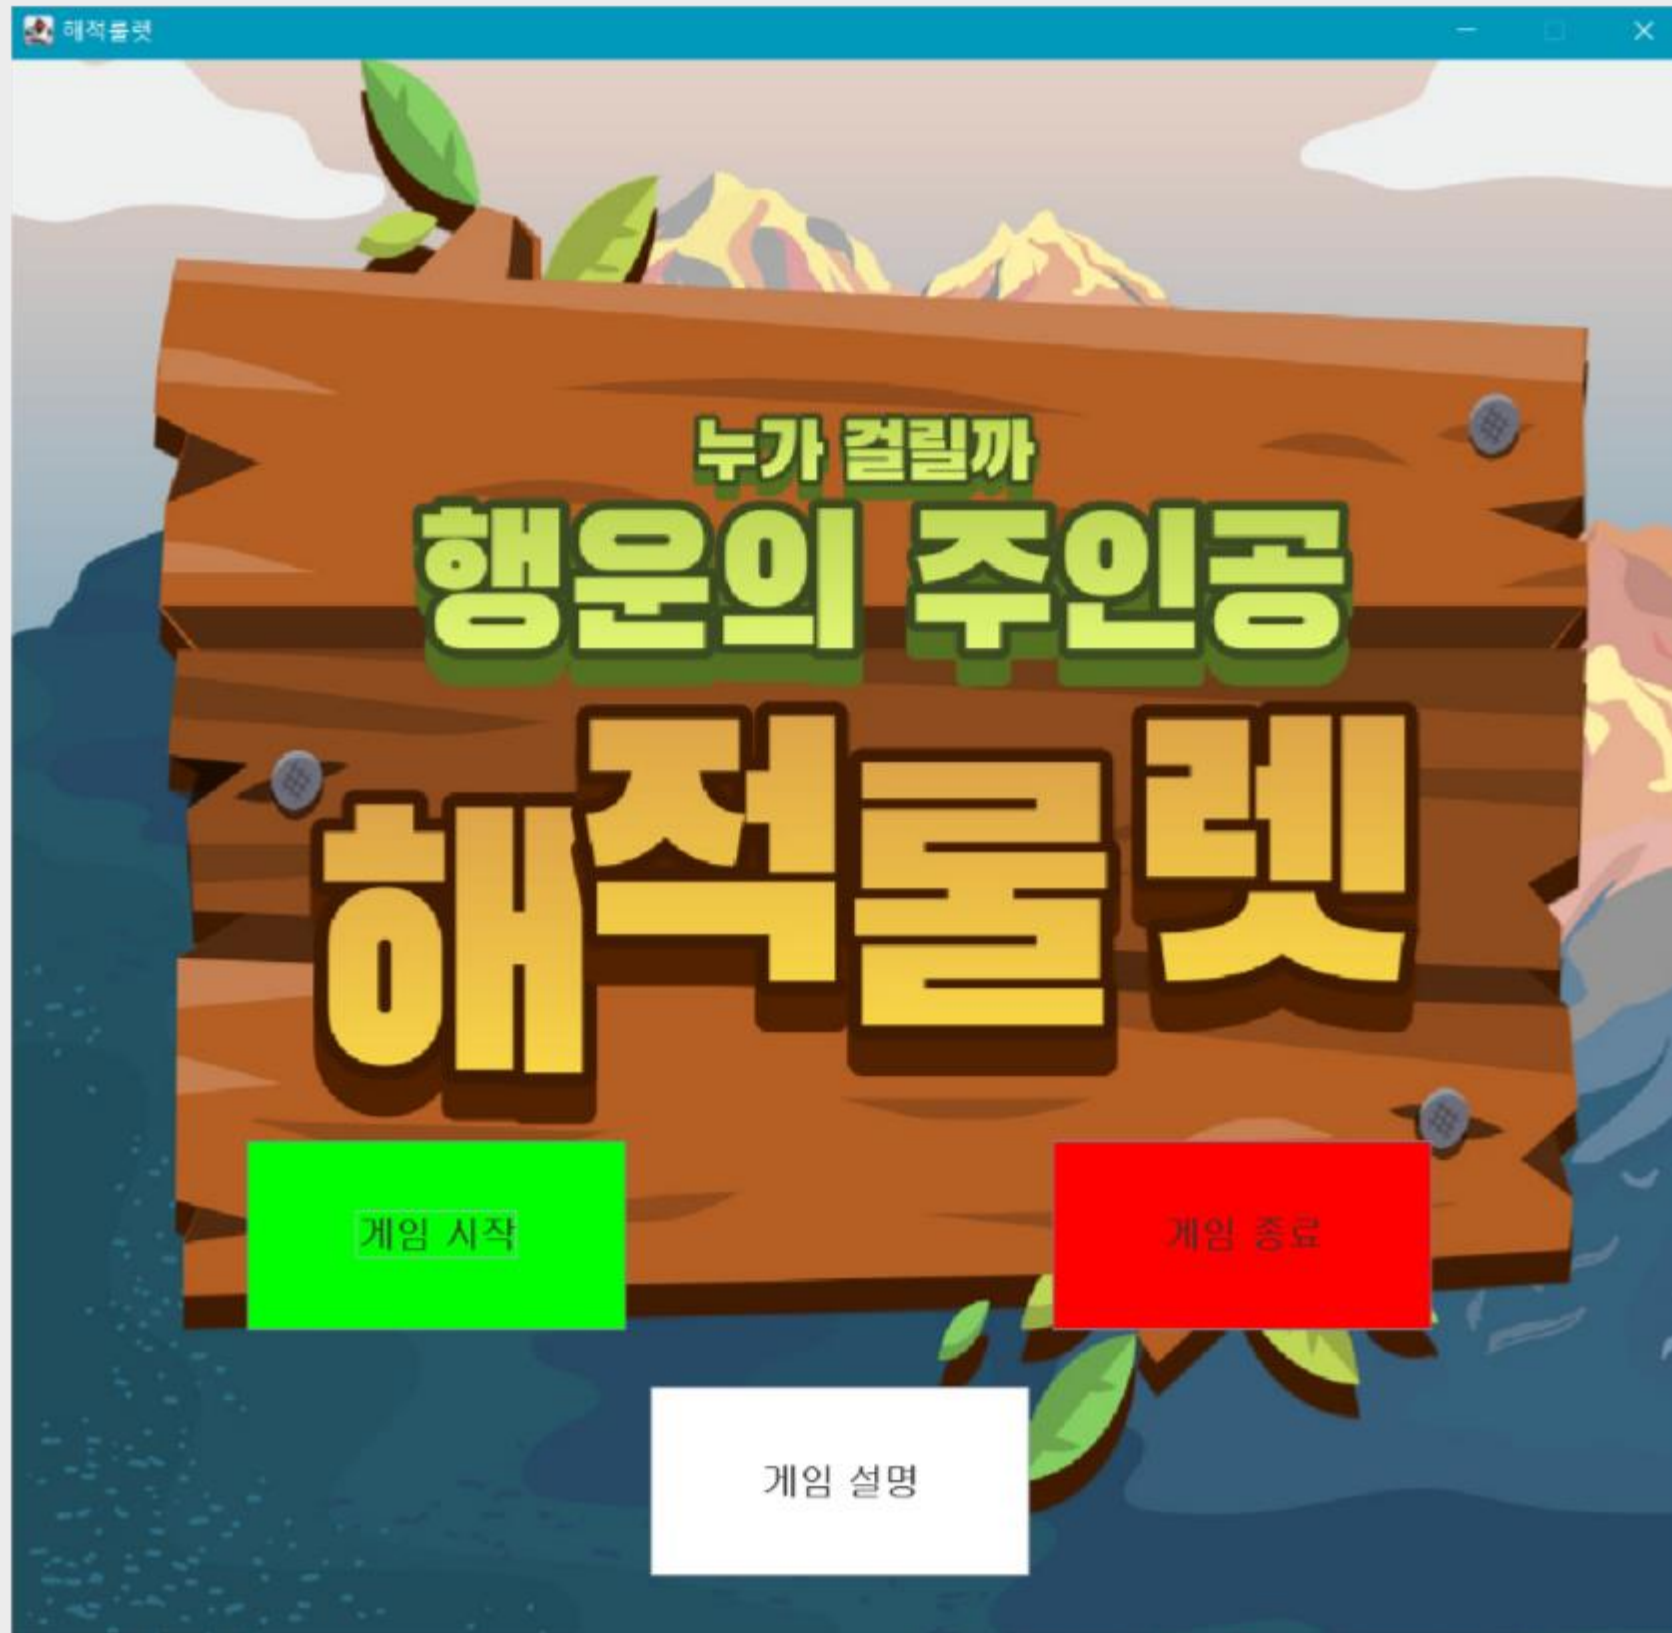 해적룰렛
누가 걸릴까
행운의 주인공
해적룰렛
게임 시작
게임 종료
게임 설명